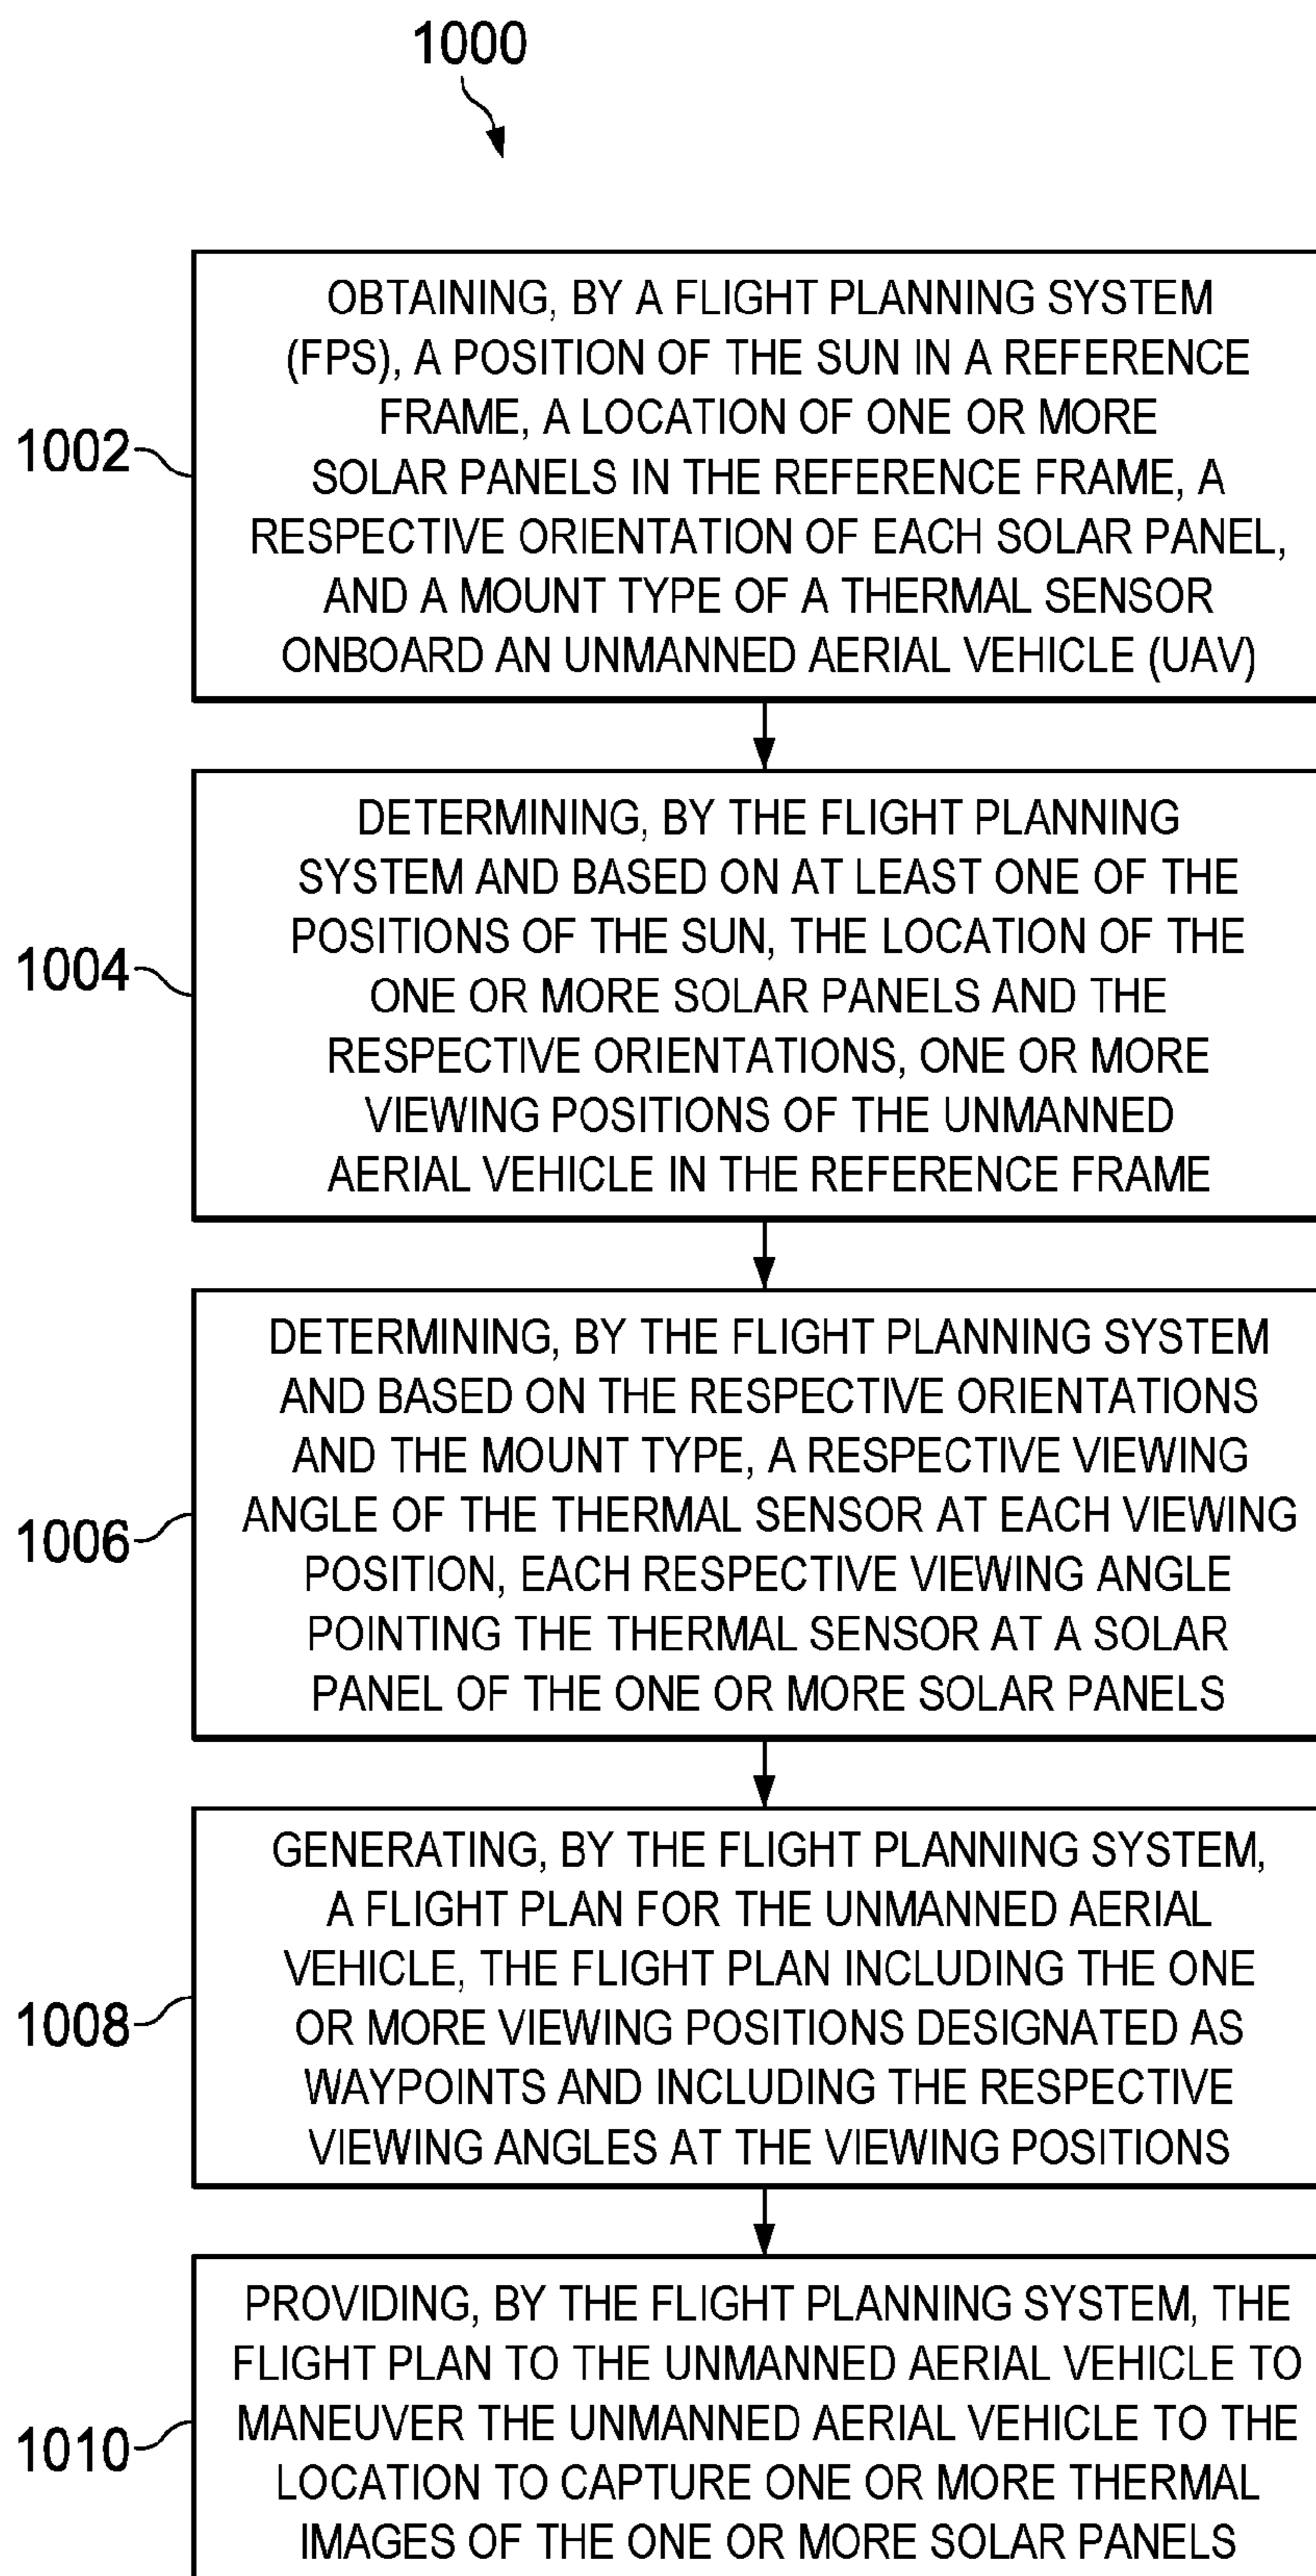 1000
OBTAINING, BY A FLIGHT PLANNING SYSTEM
(FPS), A POSITION OF THE SUN IN A REFERENCE
FRAME, A LOCATION OF ONE OR MORE
SOLAR PANELS IN THE REFERENCE FRAME, A
RESPECTIVE ORIENTATION OF EACH SOLAR PANEL,
AND A MOUNT TYPE OF A THERMAL SENSOR
ONBOARD AN UNMANNED AERIAL VEHICLE (UAV)
1002
DETERMINING, BY THE FLIGHT PLANNING
SYSTEM AND BASED ON AT LEAST ONE OF THE
POSITIONS OF THE SUN, THE LOCATION OF THE
ONE OR MORE SOLAR PANELS AND THE
RESPECTIVE ORIENTATIONS, ONE OR MORE
VIEWING POSITIONS OF THE UNMANNED
AERIAL VEHICLE IN THE REFERENCE FRAME
1004
DETERMINING, BY THE FLIGHT PLANNING SYSTEM
AND BASED ON THE RESPECTIVE ORIENTATIONS
AND THE MOUNT TYPE, A RESPECTIVE VIEWING
ANGLE OF THE THERMAL SENSOR AT EACH VIEWING
POSITION, EACH RESPECTIVE VIEWING ANGLE
POINTING THE THERMAL SENSOR AT A SOLAR
PANEL OF THE ONE OR MORE SOLAR PANELS
1006
GENERATING, BY THE FLIGHT PLANNING SYSTEM,
A FLIGHT PLAN FOR THE UNMANNED AERIAL
VEHICLE, THE FLIGHT PLAN INCLUDING THE ONE
OR MORE VIEWING POSITIONS DESIGNATED AS
WAYPOINTS AND INCLUDING THE RESPECTIVE
VIEWING ANGLES AT THE VIEWING POSITIONS
1008
PROVIDING, BY THE FLIGHT PLANNING SYSTEM, THE
FLIGHT PLAN TO THE UNMANNED AERIAL VEHICLE TO
MANEUVER THE UNMANNED AERIAL VEHICLE TO THE
LOCATION TO CAPTURE ONE OR MORE THERMAL
IMAGES OF THE ONE OR MORE SOLAR PANELS
1010